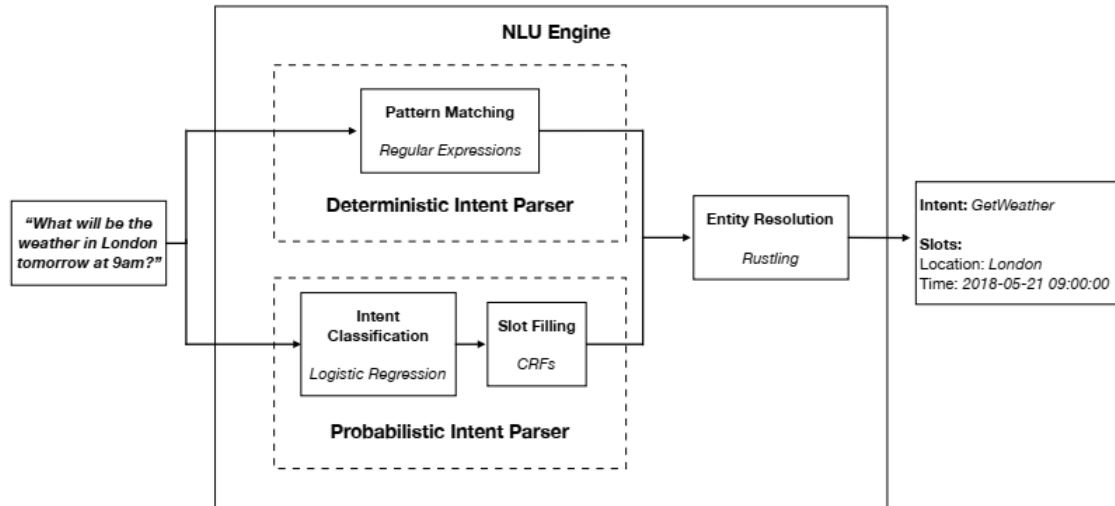 NLU Engine
Pattern Matching
Regular Expressions
Deterministic Intent Parser
“What will be the
weather in London
tomorrow at 9am?”
Intent
Classification
Logistic Regression
Slot Filling
CRFs
Probabilistic Intent Parser
Entity Resolution
Rustling
Intent: GetWeather
Slots:
Location: London
Time: 2018-05-21 09:00:00